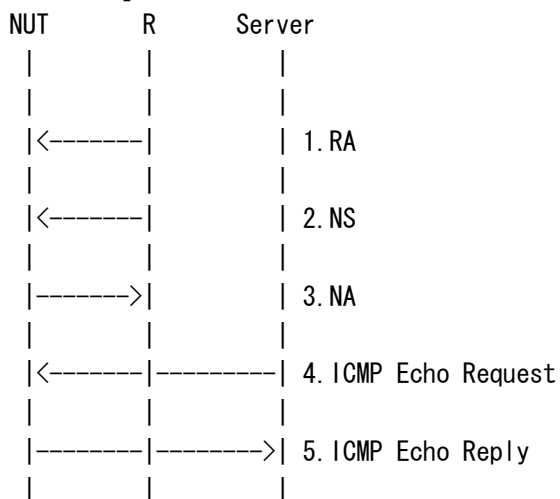 NUT R Server
1. RA
2. NS
3. NA
4. ICMP Echo Request
5. ICMP Echo Reply